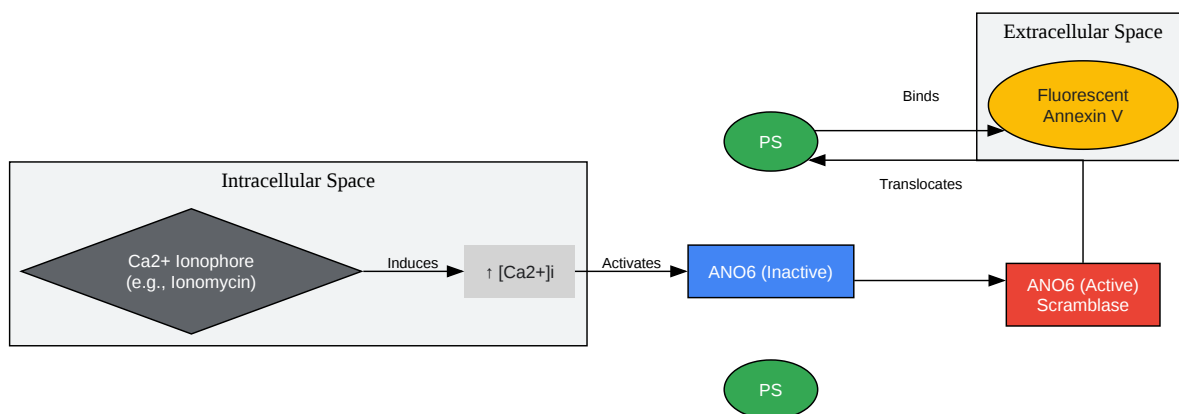 Extracellular Space
Fluorescent
Annexin V
Binds
PS
Translocates
Intracellular Space
Ca2+ Ionophore
(e.g., Ionomycin)
Induces
↑ [Ca2+]i
Activates
ANO6 (Inactive)
ANO6 (Active)
Scramblase
PS